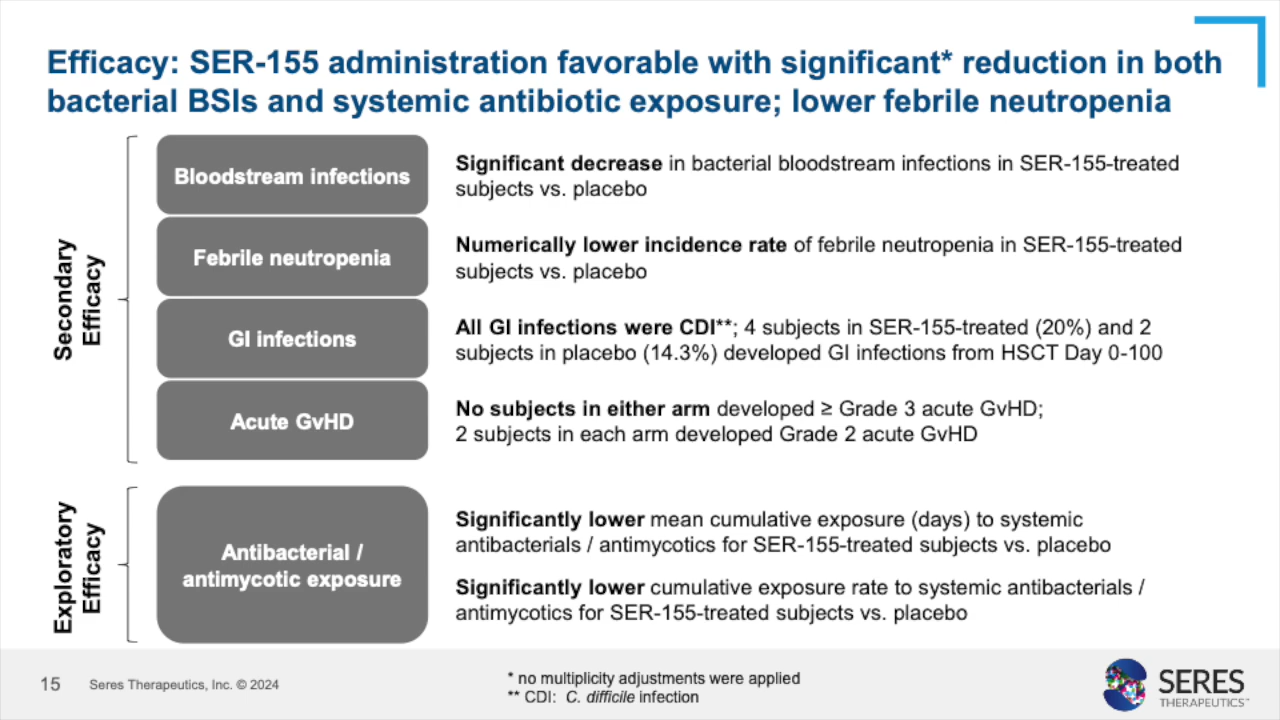 Efficacy: SER-155 administration favorable with significant* reduction in both
bacterial BSIs and systemic antibiotic exposure; lower febrile neutropenia
Secondary
Efficacy
Bloodstream infections
Significant decrease in bacterial bloodstream infections in SER-155-treated
subjects vs. placebo
Febrile neutropenia
Numerically lower incidence rate of febrile neutropenia in SER-155-treated
subjects vs. placebo
GI infections
All GI infections were CDI**; 4 subjects in SER-155-treated (20%) and 2
subjects in placebo (14.3%) developed GI infections from HSCT Day 0-100
Acute GvHD
No subjects in either arm developed ≥ Grade 3 acute GvHD;
2 subjects in each arm developed Grade 2 acute GvHD
Exploratory
Efficacy
Antibacterial /
antimycotic exposure
Significantly lower mean cumulative exposure (days) to systemic
antibacterials / antimycotics for SER-155-treated subjects vs. placebo
Significantly lower cumulative exposure rate to systemic antibacterials /
antimycotics for SER-155-treated subjects vs. placebo
15
Seres Therapeutics, Inc. © 2024
* no multiplicity adjustments were applied
** CDI: C. difficile infection
SERES
THERAPEUTICS™